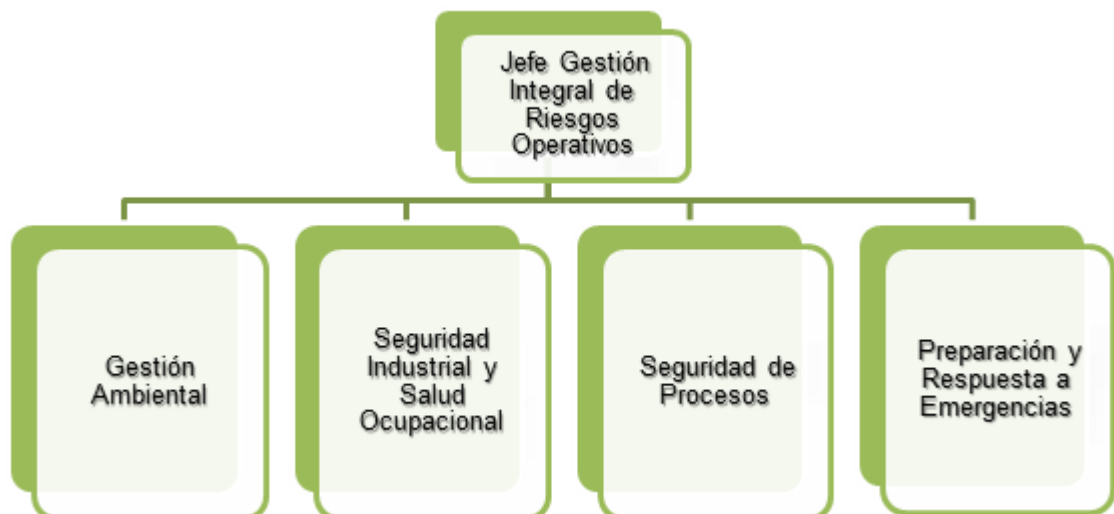 Jefe Gestión
Integral de
Riesgos
Operativos
Gestión
Ambiental
Seguridad
Industrial y
Salud
Ocupacional
Seguridad de
Procesos
Preparación y
Respuesta a
Emergencias